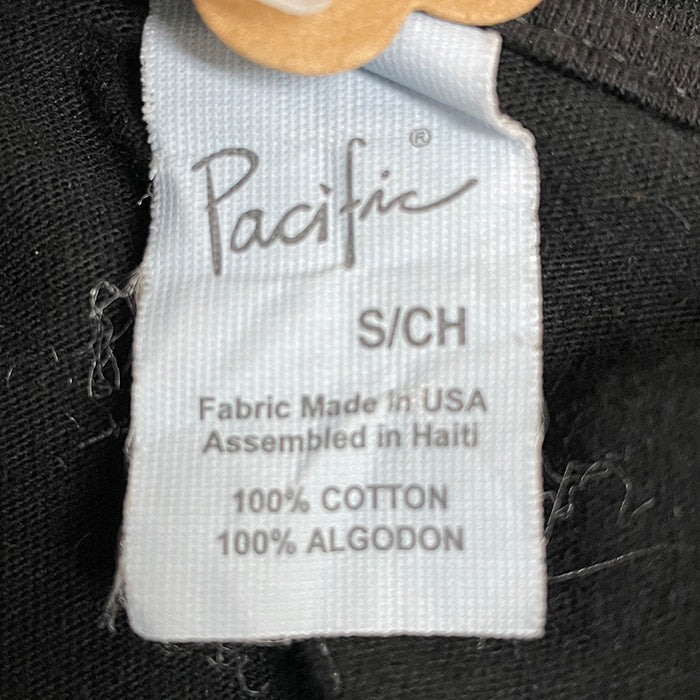 Pacific®
S/CH
Fabric Made in USA
Assembled in Haiti
100% COTTON
100% ALGODON